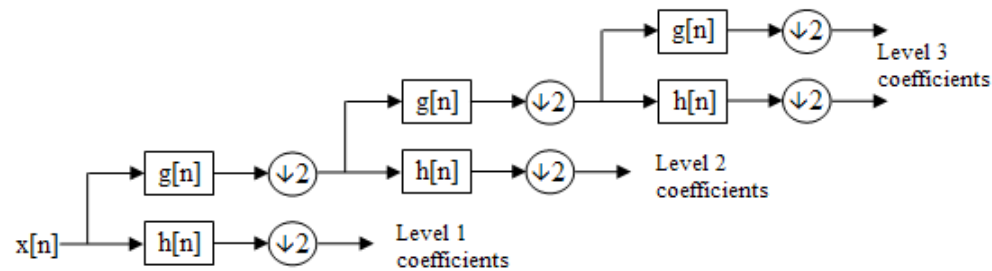 g[n] ↓2
Level 3
coefficients
g[n] ↓2 h[n] ↓2
g[n] ↓2 h[n] ↓2
Level 2
coefficients
x[n] h[n] ↓2
Level 1
coefficients